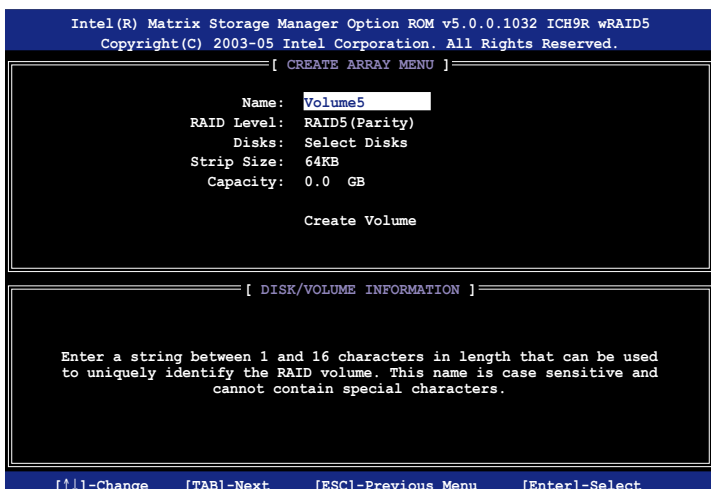 Intel(R) Matrix Storage Manager Option ROM v5.0.0.1032 ICH9R wRAID5
Copyright(C) 2003-05 Intel Corporation. All Rights Reserved.
[ CREATE ARRAY MENU ]
Name: Volume5
RAID Level: RAID5(Parity)
Disks: Select Disks
Strip Size: 64KB
Capacity: 0.0 GB
Create Volume
[ DISK/VOLUME INFORMATION ]
Enter a string between 1 and 16 characters in length that can be used
to uniquely identify the RAID volume. This name is case sensitive and
cannot contain special characters.
[↑↓]-Change [TAB]-Next [ESC]-Previous Menu [Enter]-Select